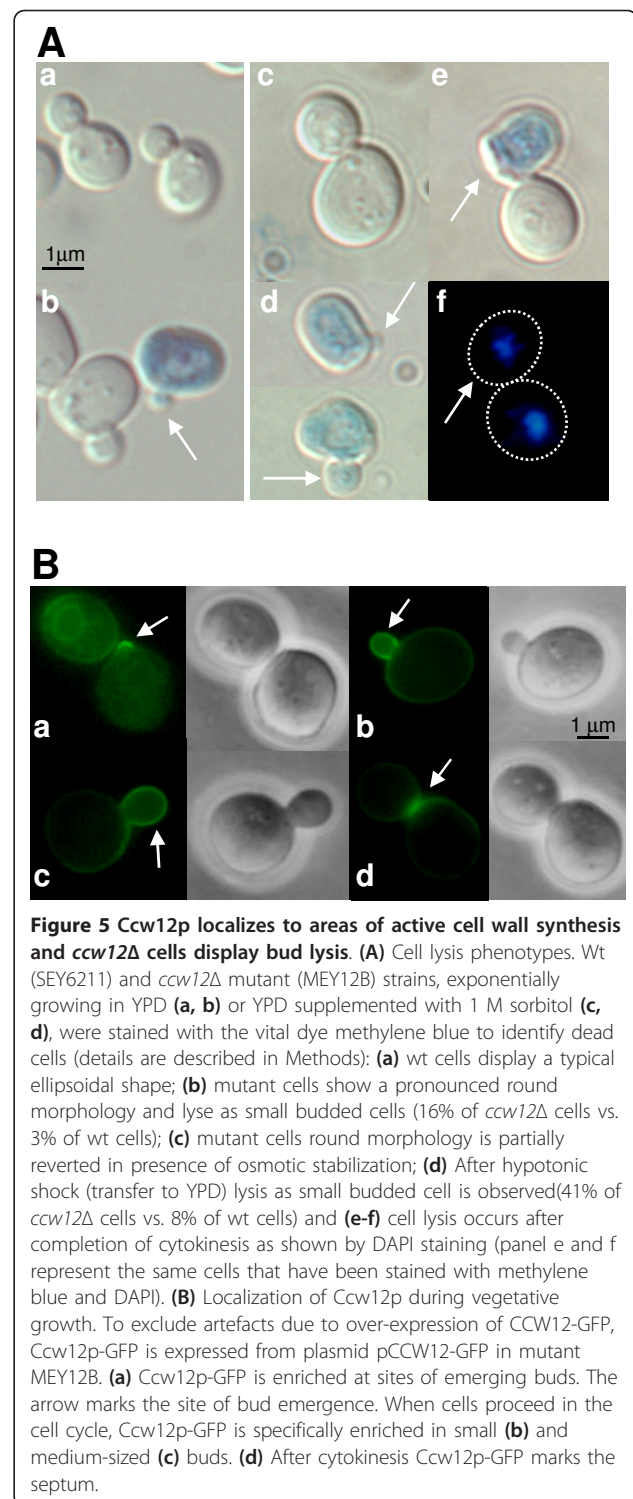 A
a
c
e
1μm
b
d
f
B
a
b
1 μm
c
d
Figure 5 Ccw12p localizes to areas of active cell wall synthesis
and ccw12Δ cells display bud lysis. (A) Cell lysis phenotypes. Wt
(SEY6211) and ccw12Δ mutant (MEY12B) strains, exponentially
growing in YPD (a, b) or YPD supplemented with 1 M sorbitol (c,
d), were stained with the vital dye methylene blue to identify dead
cells (details are described in Methods): (a) wt cells display a typical
ellipsoidal shape; (b) mutant cells show a pronounced round
morphology and lyse as small budded cells (16% of ccw12Δ cells vs.
3% of wt cells); (c) mutant cells round morphology is partially
reverted in presence of osmotic stabilization; (d) After hypotonic
shock (transfer to YPD) lysis as small budded cell is observed(41% of
ccw12Δ cells vs. 8% of wt cells) and (e-f) cell lysis occurs after
completion of cytokinesis as shown by DAPI staining (panel e and f
represent the same cells that have been stained with methylene
blue and DAPI). (B) Localization of Ccw12p during vegetative
growth. To exclude artefacts due to over-expression of CCW12-GFP,
Ccw12p-GFP is expressed from plasmid pCCW12-GFP in mutant
MEY12B. (a) Ccw12p-GFP is enriched at sites of emerging buds. The
arrow marks the site of bud emergence. When cells proceed in the
cell cycle, Ccw12p-GFP is specifically enriched in small (b) and
medium-sized (c) buds. (d) After cytokinesis Ccw12p-GFP marks the
septum.